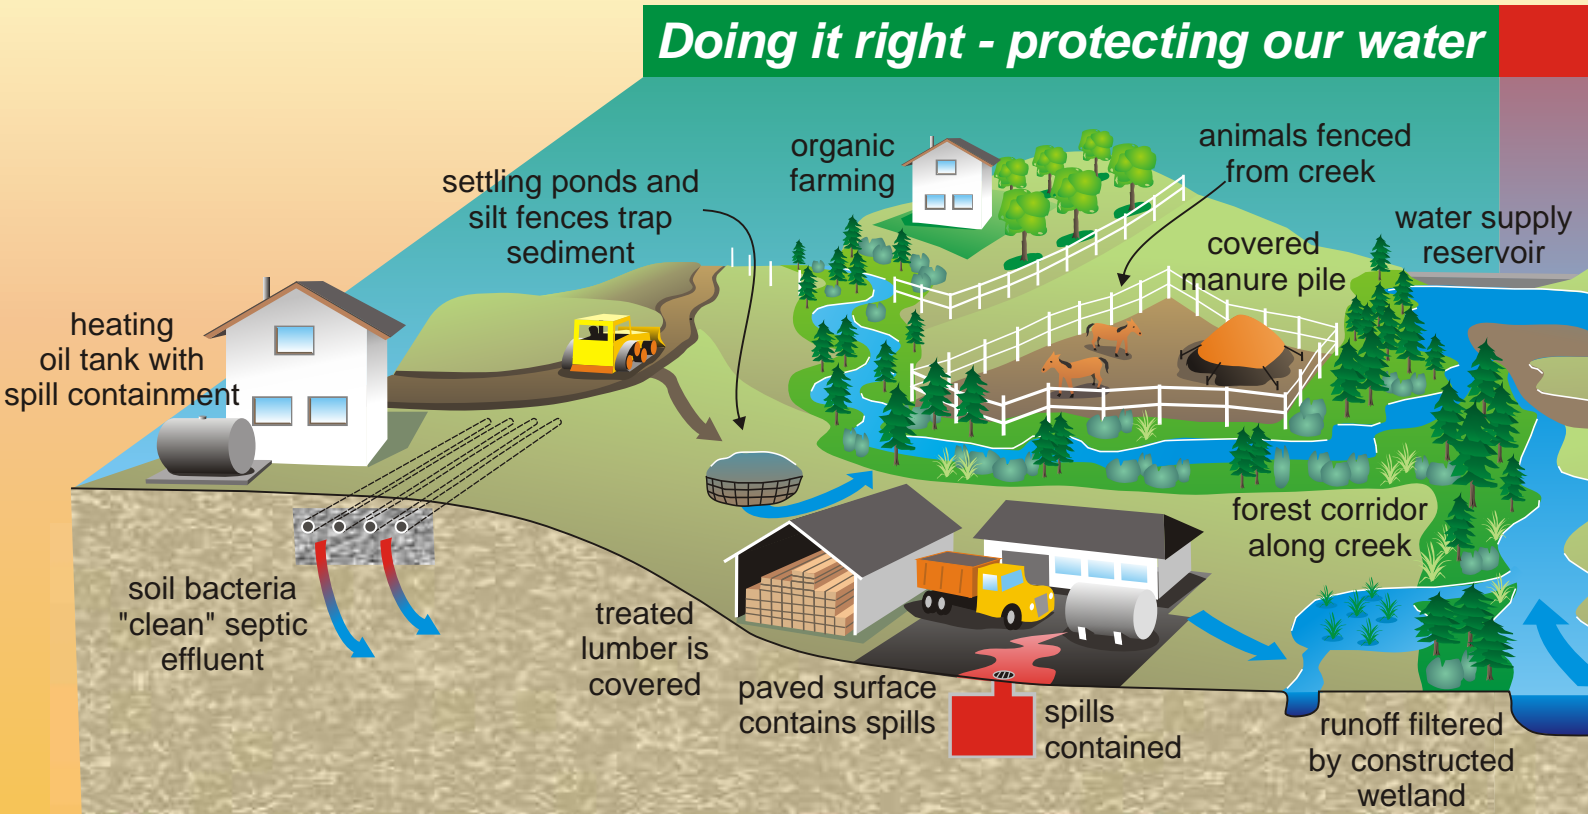 Doing it right - protecting our water
organic
farming
animals fenced
from creek
settling ponds and
silt fences trap
sediment
water supply
reservoir
covered
manure pile
heating
oil tank with
spill containment
forest corridor
along creek
soil bacteria
"clean" septic
effluent
treated
lumber is
covered
paved surface
contains spills
spills
contained
runoff filtered
by constructed
wetland